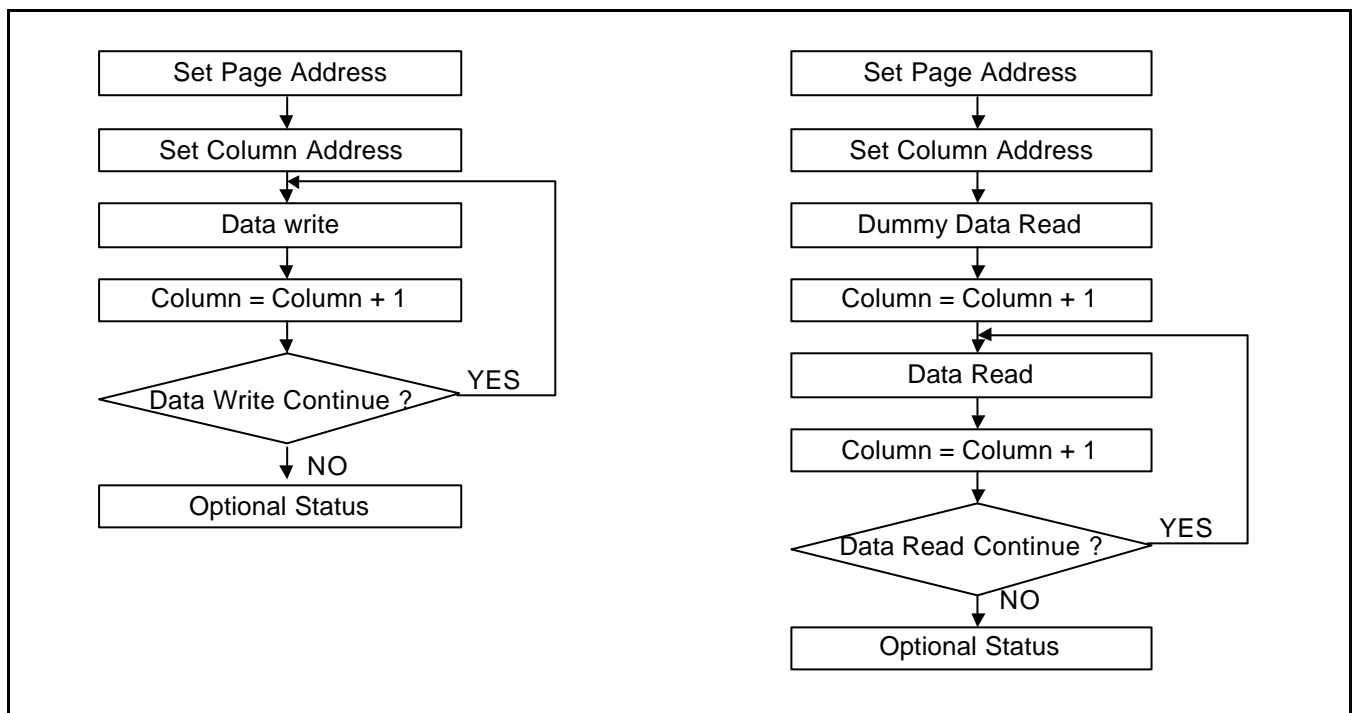 Set Page Address
Set Column Address
Data write
Column = Column + 1
Data Write Continue ?
YES
NO
Optional Status
Set Page Address
Set Column Address
Dummy Data Read
Column = Column + 1
Data Read
Column = Column + 1
Data Read Continue ?
YES
NO
Optional Status